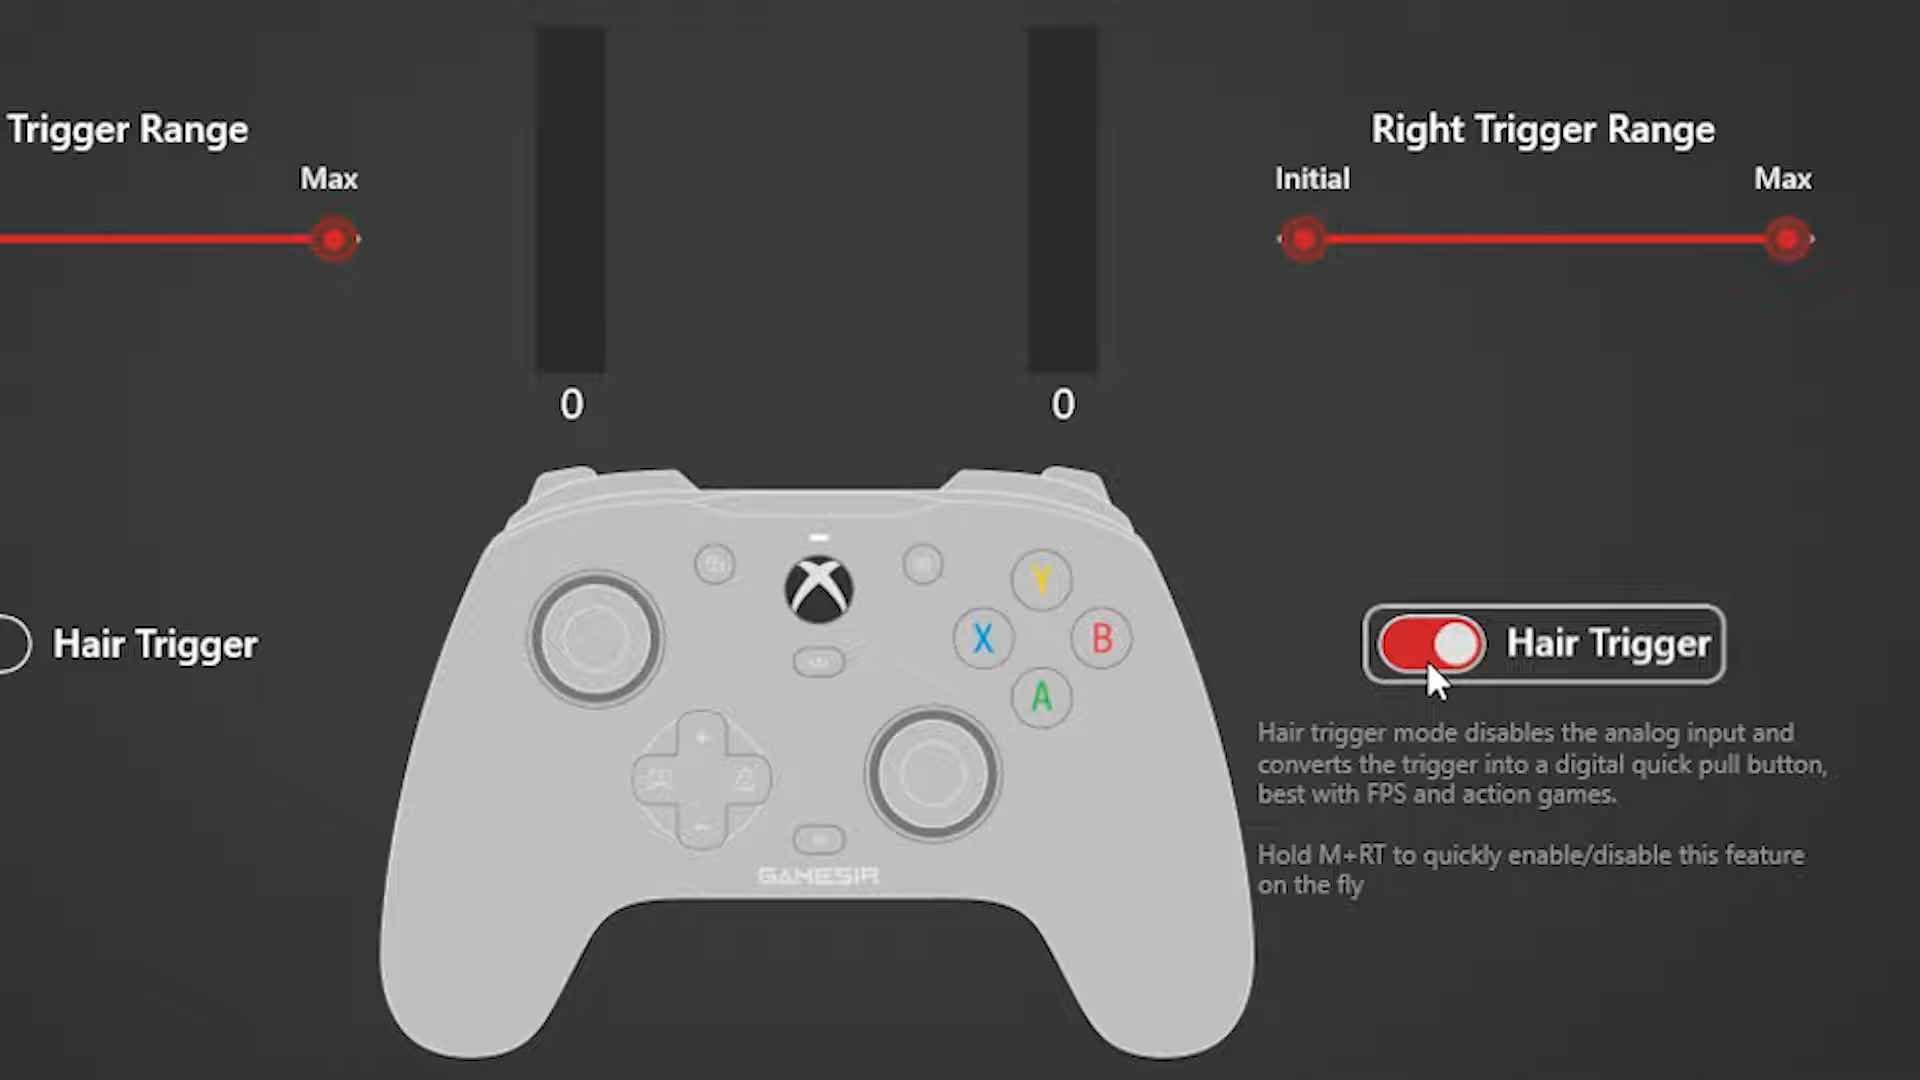 Trigger Range
Max
Right Trigger Range
Initial
Max
0
0
Y
X
B
A
Hair Trigger
Hair Trigger
Hair trigger mode disables the analog input and
converts the trigger into a digital quick pull button,
best with FPS and action games.
Hold M+RT to quickly enable/disable this feature
on the fly
GAMESIR